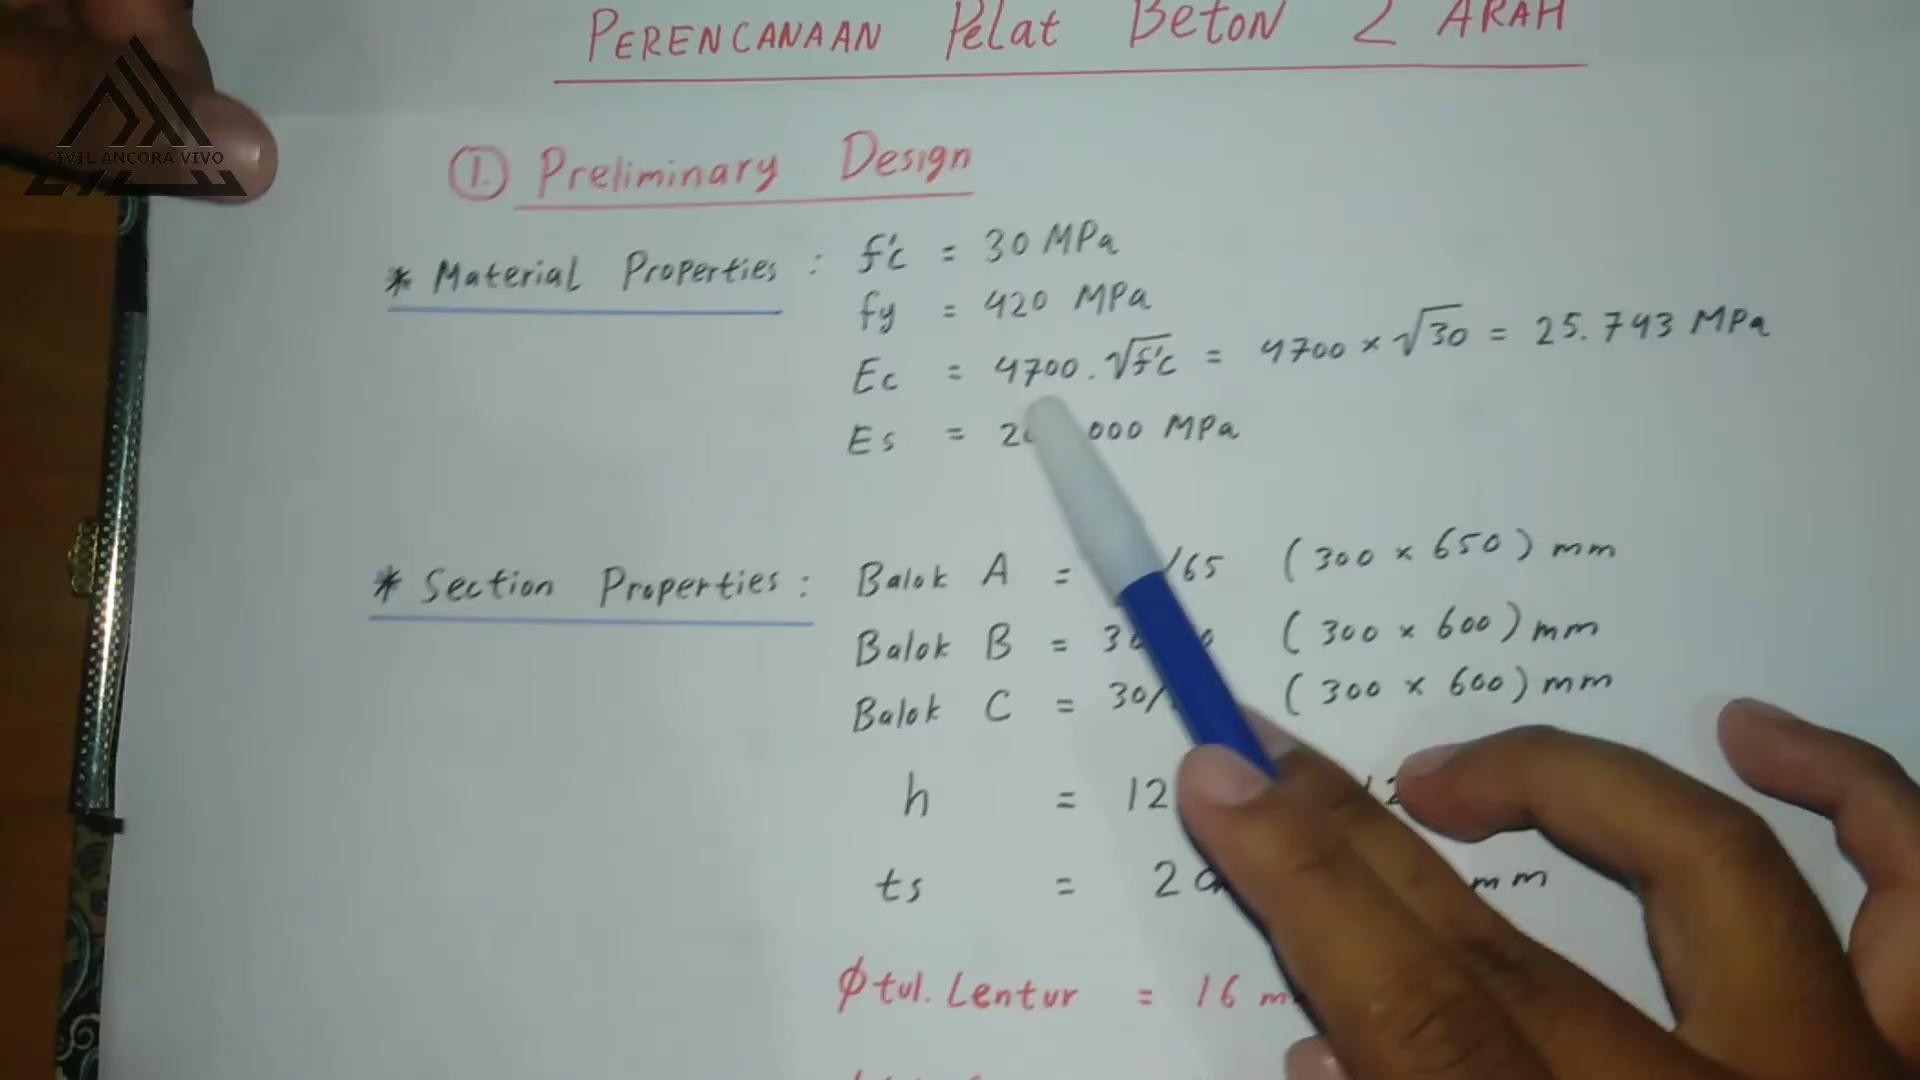 PERENCANAAN Pelat BetoN 2 ARAH
CIVIL ANCORA VIVO
1. Preliminary Design
* Material Properties : f'c = 30 MPa
fy = 420 MPa
Ec = 4700 . √f'c = 4700 × √30 = 25.743 MPa
Es = 000 MPa
* Section Properties : Balok A = /65 (300 × 650) mm
Balok B = (300 × 600) mm
Balok C = 30/ (300 × 600) mm
h = 12
ts = mm
Ø tul. Lentur = 16